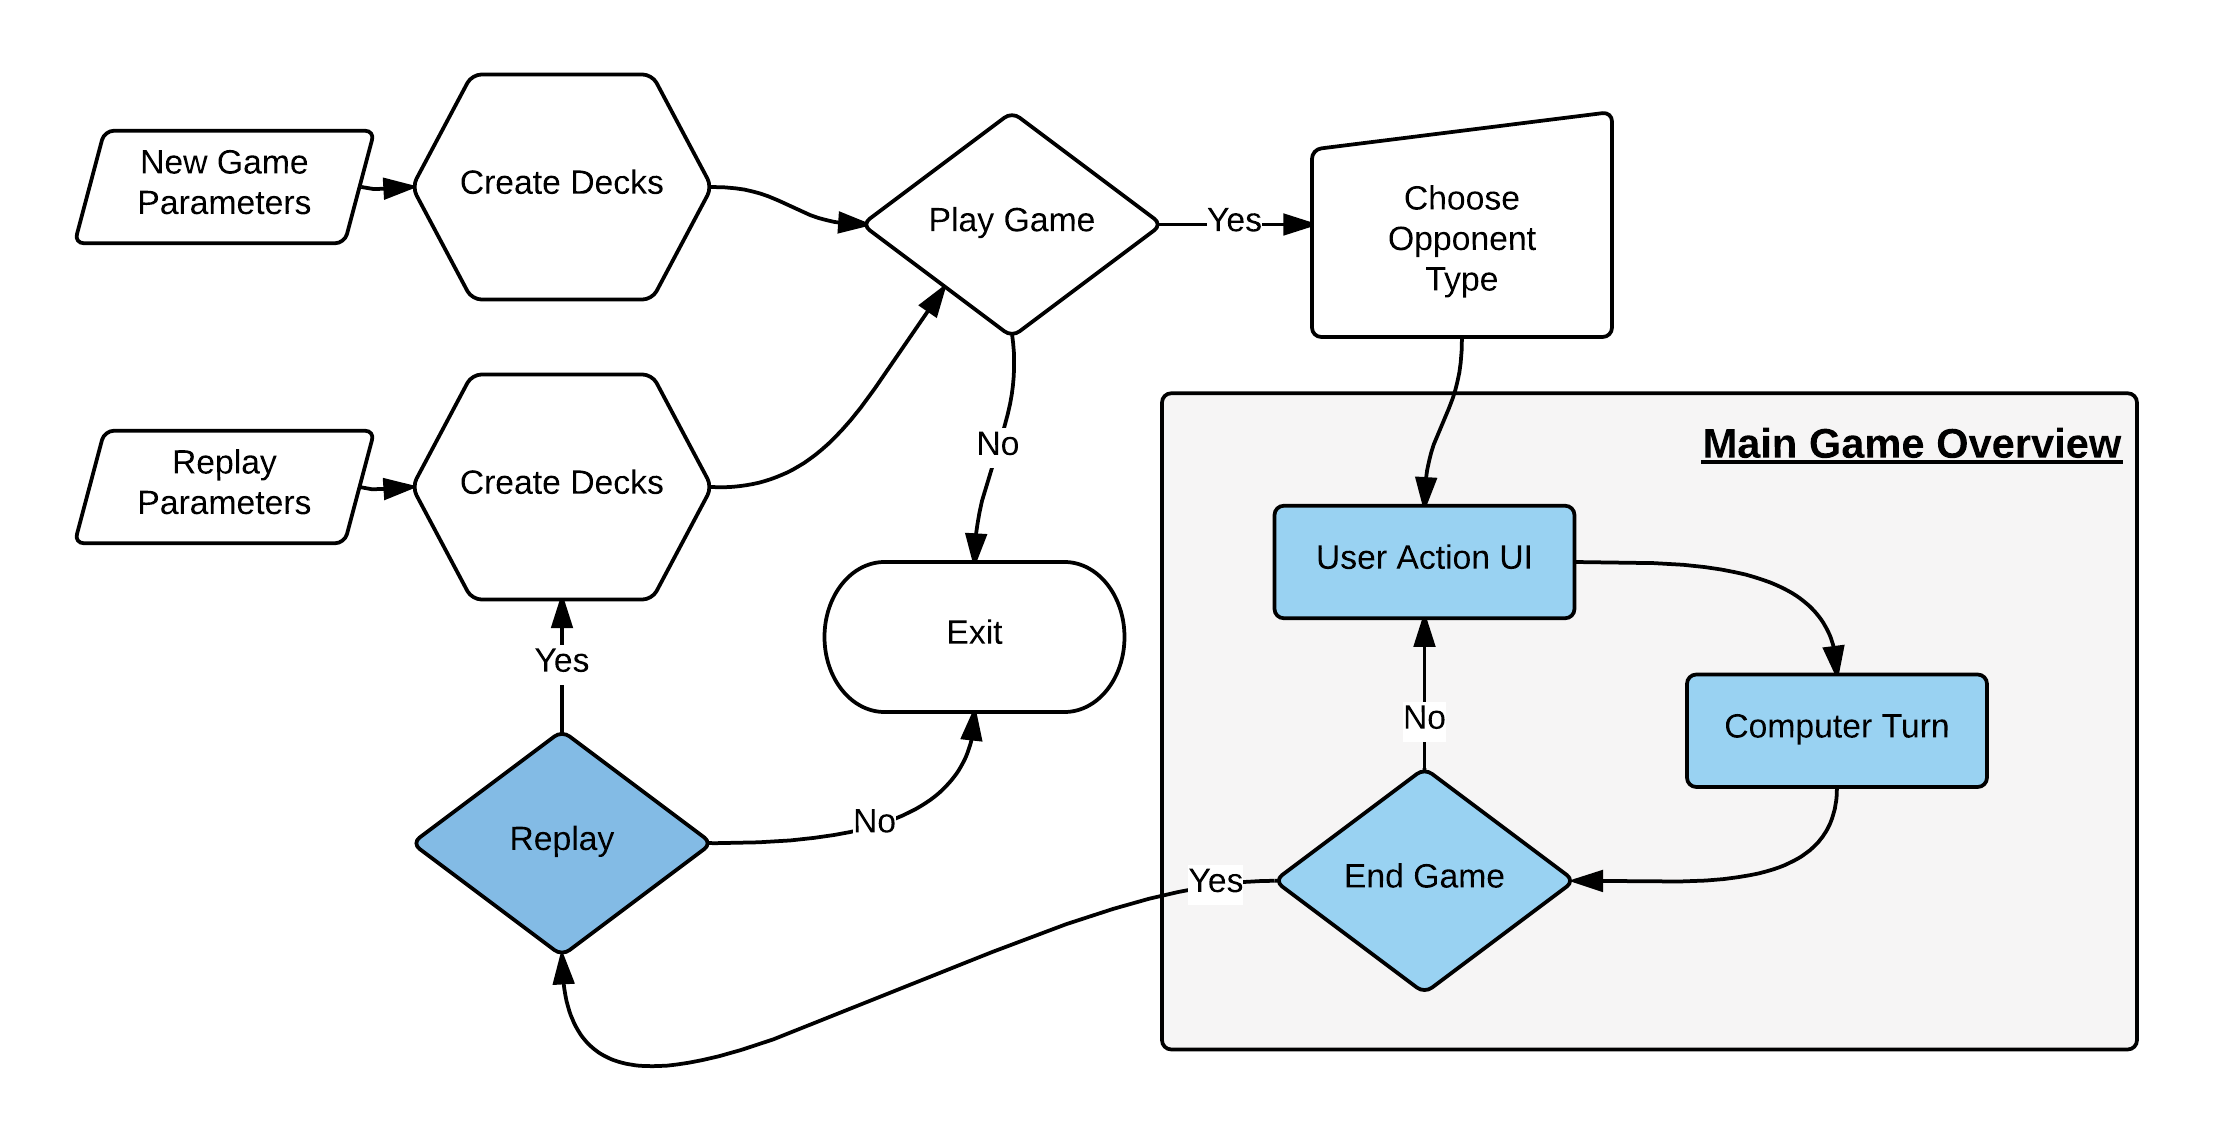 New Game
Parameters
Create Decks
Play Game
Yes
Choose
Opponent
Type
No
Replay
Parameters
Create Decks
Yes
Exit
Replay
No
Main Game Overview
User Action UI
Computer Turn
No
End Game
Yes